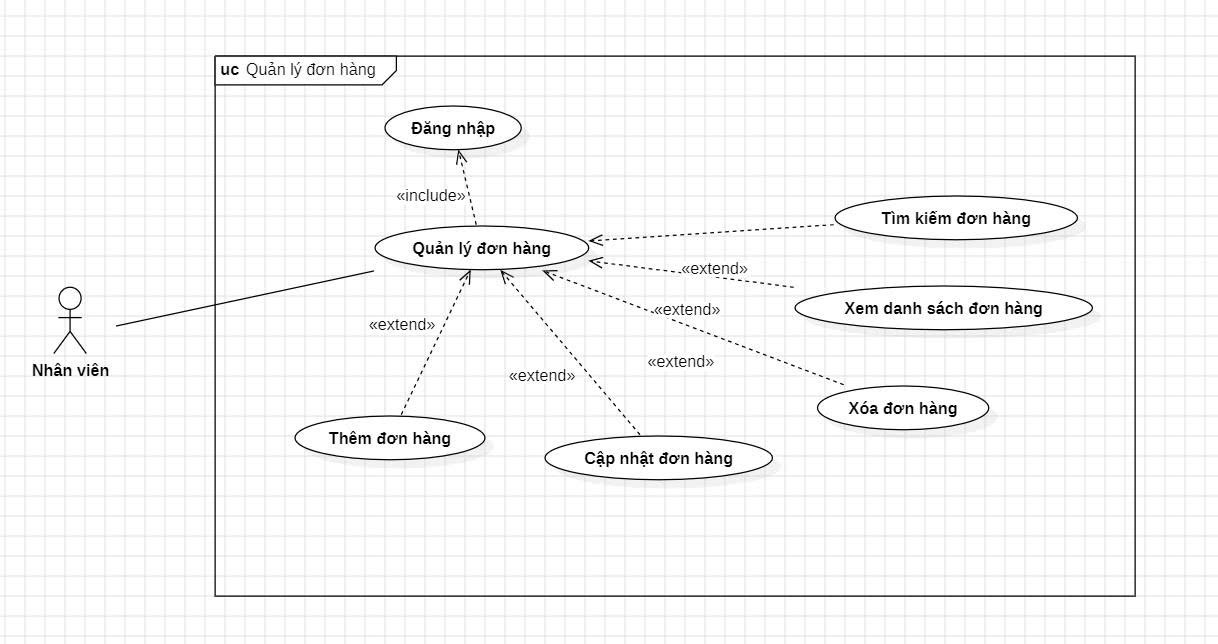 uc Quản lý đơn hàng
Đăng nhập
«include»
Tìm kiếm đơn hàng
Quản lý đơn hàng
«extend»
Xem danh sách đơn hàng
«extend»
«extend»
«extend»
Nhân viên
«extend»
Xóa đơn hàng
Thêm đơn hàng
Cập nhật đơn hàng